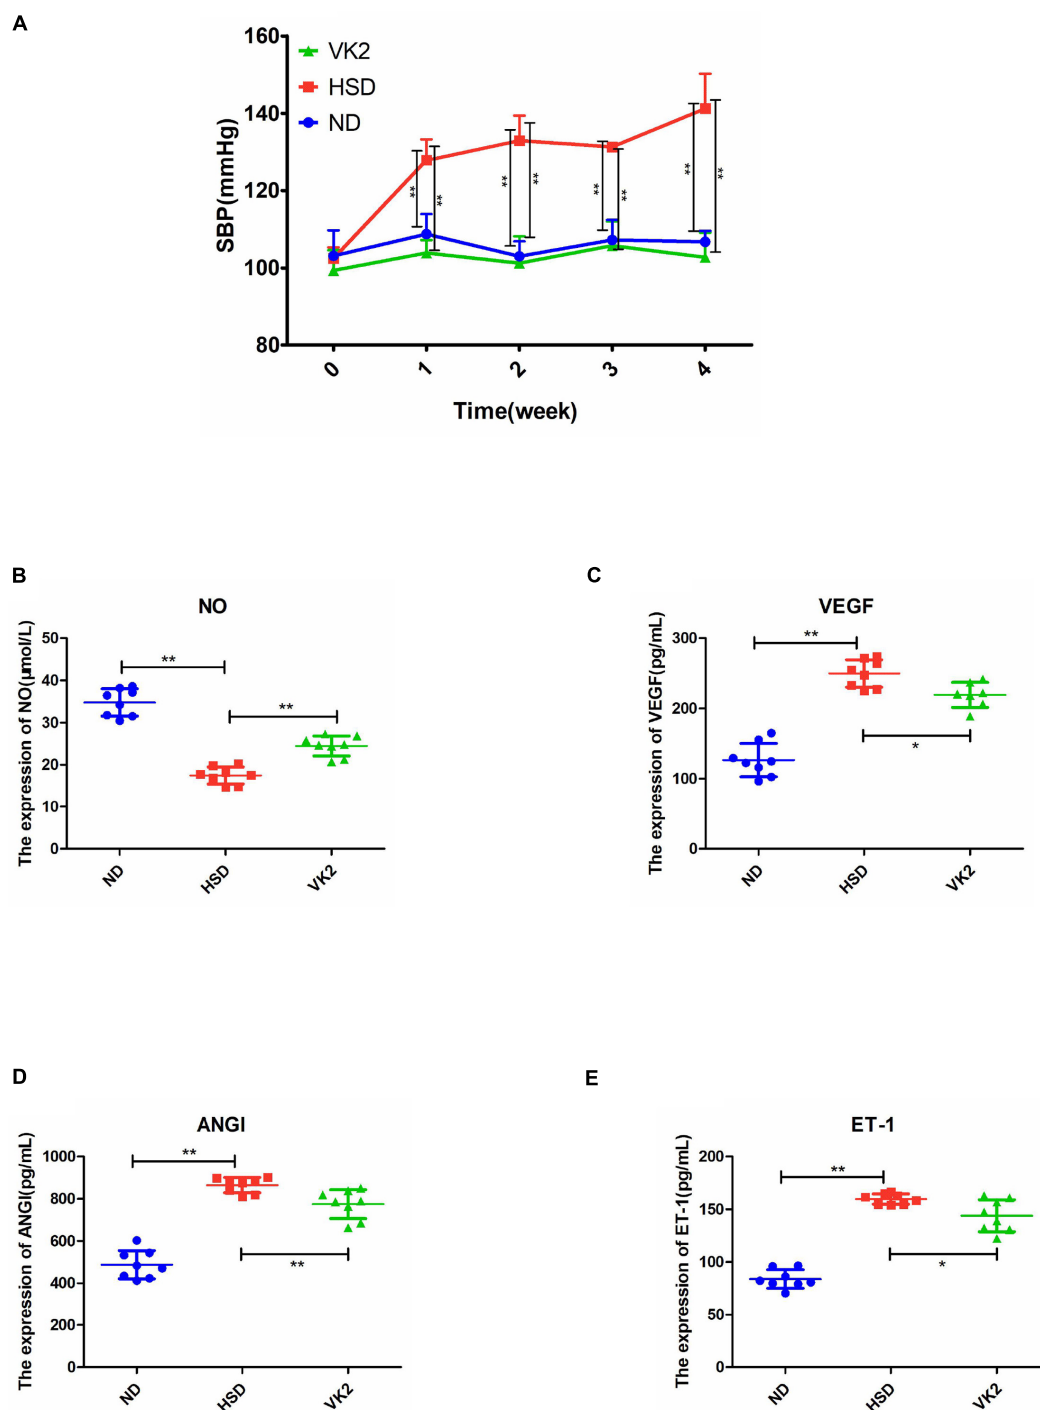 A
160
140
120
100
80
SBP(mmHg)
VK2
HSD
ND
** ** ** ** ** ** ** **
0 1 2 3 4
Time(week)
B
NO
The expression of NO(μmol/L)
50
40
30
20
10
0
**
**
ND HSD VK2
C
VEGF
The expression of VEGF(pg/mL)
300
200
100
0
**
*
ND HSD VK2
D
ANGI
The expression of ANGI(pg/mL)
1000
800
600
400
200
0
**
**
ND HSD VK2
E
ET-1
The expression of ET-1(pg/mL)
200
150
100
50
0
**
*
ND HSD VK2